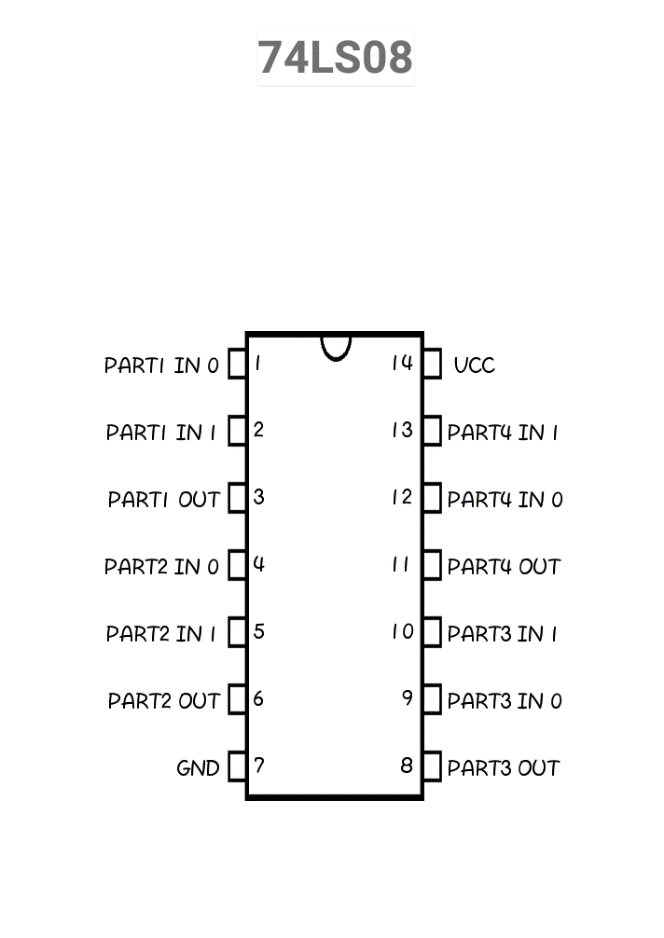 74LS08
PART1 IN 0 1 14 UCC
PART1 IN 1 2 13 PART4 IN 1
PART1 OUT 3 12 PART4 IN 0
PART2 IN 0 4 11 PART4 OUT
PART2 IN 1 5 10 PART3 IN 1
PART2 OUT 6 9 PART3 IN 0
GND 7 8 PART3 OUT